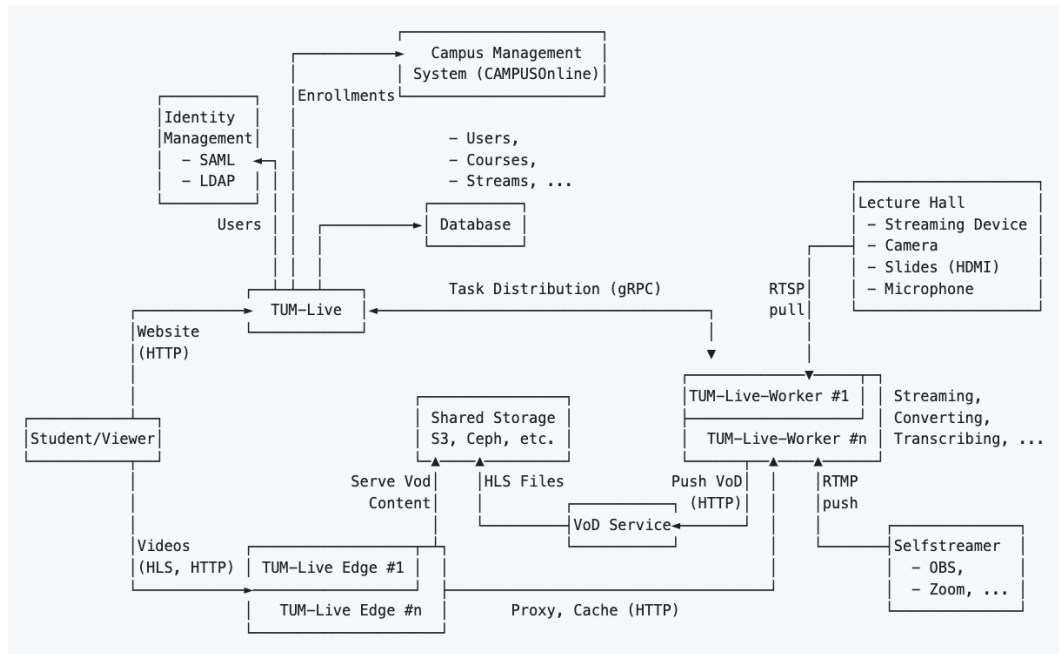 Campus Management
System (CAMPUSOnline)
Enrollments
Identity
Management
– SAML
– LDAP
Users
– Users,
– Courses,
– Streams, ...
Database
Lecture Hall
– Streaming Device
– Camera
– Slides (HDMI)
– Microphone
RTSP
pull
TUM–Live
Task Distribution (gRPC)
Website
(HTTP)
Student/Viewer
TUM–Live–Worker #1
TUM–Live–Worker #n
Streaming,
Converting,
Transcribing, ...
Shared Storage
S3, Ceph, etc.
Serve Vod
Content
HLS Files
Push VoD
(HTTP)
RTMP
push
VoD Service
Selfstreamer
– OBS,
– Zoom, ...
Videos
(HLS, HTTP)
TUM–Live Edge #1
TUM–Live Edge #n
Proxy, Cache (HTTP)